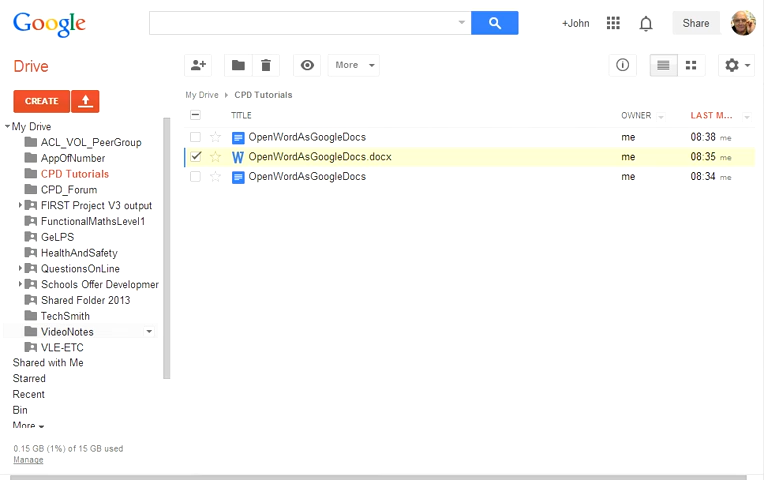 Google
+John
Share
Drive
More
CREATE
My Drive
CPD Tutorials
TITLE
OWNER
LAST M...
OpenWordAsGoogleDocs
me
08:38 me
OpenWordAsGoogleDocs.docx
me
08:35 me
OpenWordAsGoogleDocs
me
08:34 me
My Drive
ACL_VOL_PeerGroup
AppOfNumber
CPD Tutorials
CPD_Forum
FIRST Project V3 output
FunctionalMathsLevel1
GeLPS
HealthAndSafety
QuestionsOnLine
Schools Offer Developmer
Shared Folder 2013
TechSmith
VideoNotes
VLE-ETC
Shared with Me
Starred
Recent
Bin
More
0.15 GB (1%) of 15 GB used
Manage